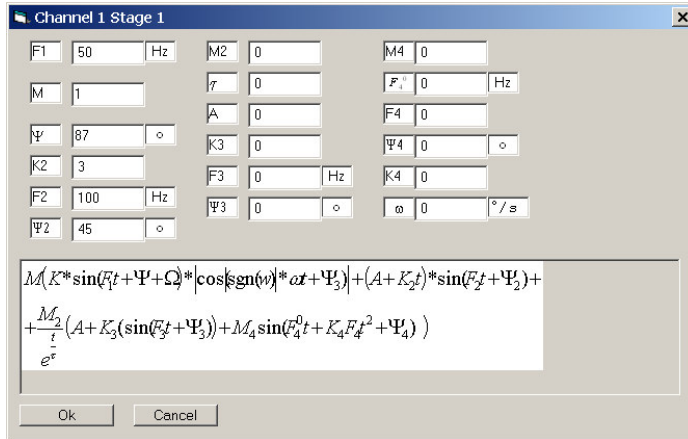 Channel 1 Stage 1
F1 50 Hz M2 0 M4 0
M 1 τ 0 F₄⁰ 0 Hz
A 0 F4 0
Ψ 87 ° K3 0 Ψ4 0 °
K2 3 F3 0 Hz K4 0
F2 100 Hz Ψ3 0 ° ω 0 °/s
Ψ2 45 °
M(K*sin(F₁t+Ψ+Ω)*|cos(sgn(w)|*ωt+Ψ₃)|+(A+K₂t)*sin(F₂t+Ψ₂)+
+M₂/e^(t/τ)(A+K₃(sin(F₃t+Ψ₃))+M₄sin(F₄⁰t+K₄F₄t²+Ψ₄) )
Ok Cancel